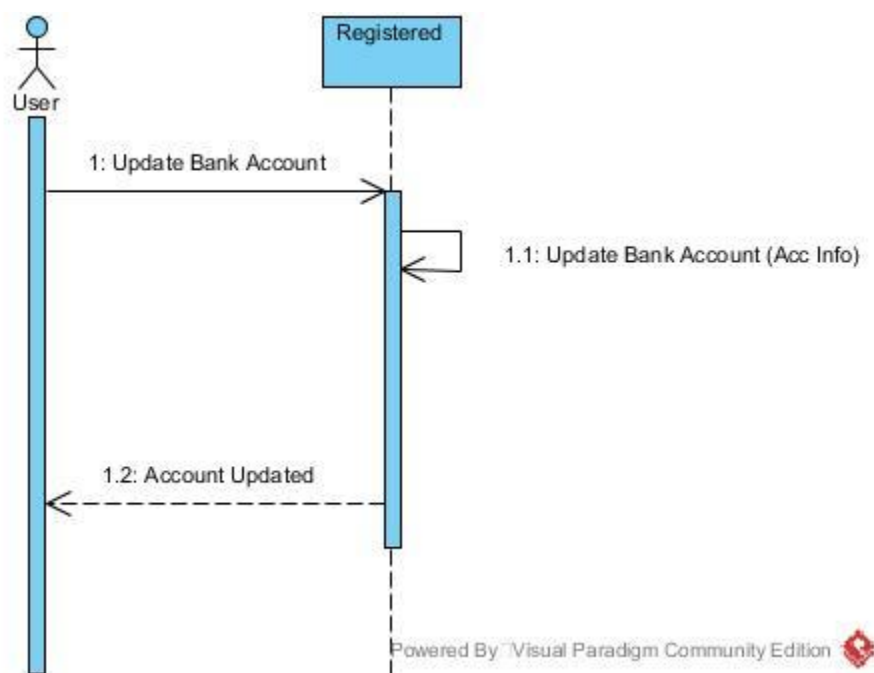 Registered
User
1: Update Bank Account
1.1: Update Bank Account (Acc Info)
1.2: Account Updated
Powered By Visual Paradigm Community Edition